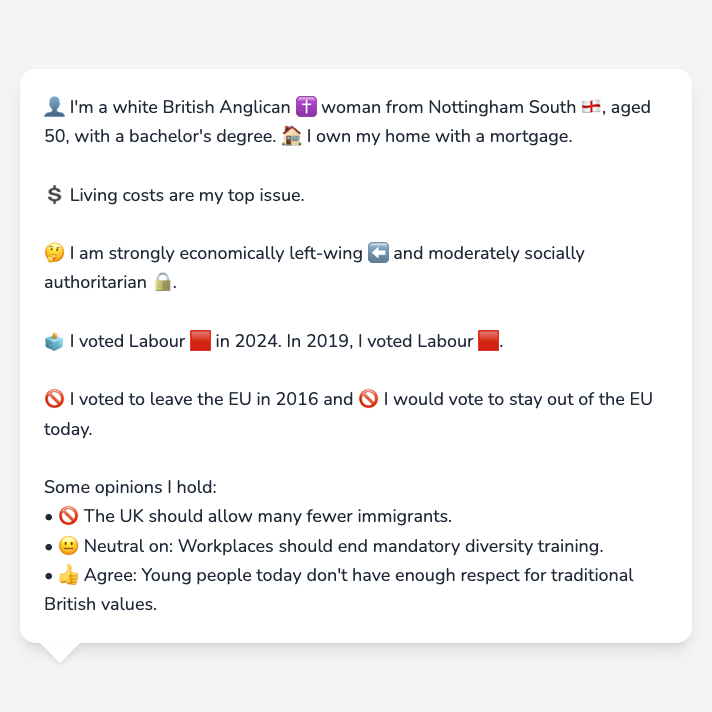 👤 I'm a white British Anglican ✝️ woman from Nottingham South 🏴󠁧󠁢󠁥󠁮󠁧󠁿, aged
50, with a bachelor's degree. 🏠 I own my home with a mortgage.
💲 Living costs are my top issue.
🤔 I am strongly economically left-wing ⬅️ and moderately socially
authoritarian 🔒.
🗳️ I voted Labour 🟥 in 2024. In 2019, I voted Labour 🟥.
🚫 I voted to leave the EU in 2016 and 🚫 I would vote to stay out of the EU
today.
Some opinions I hold:
• 🚫 The UK should allow many fewer immigrants.
• 😐 Neutral on: Workplaces should end mandatory diversity training.
• 👍 Agree: Young people today don't have enough respect for traditional
British values.